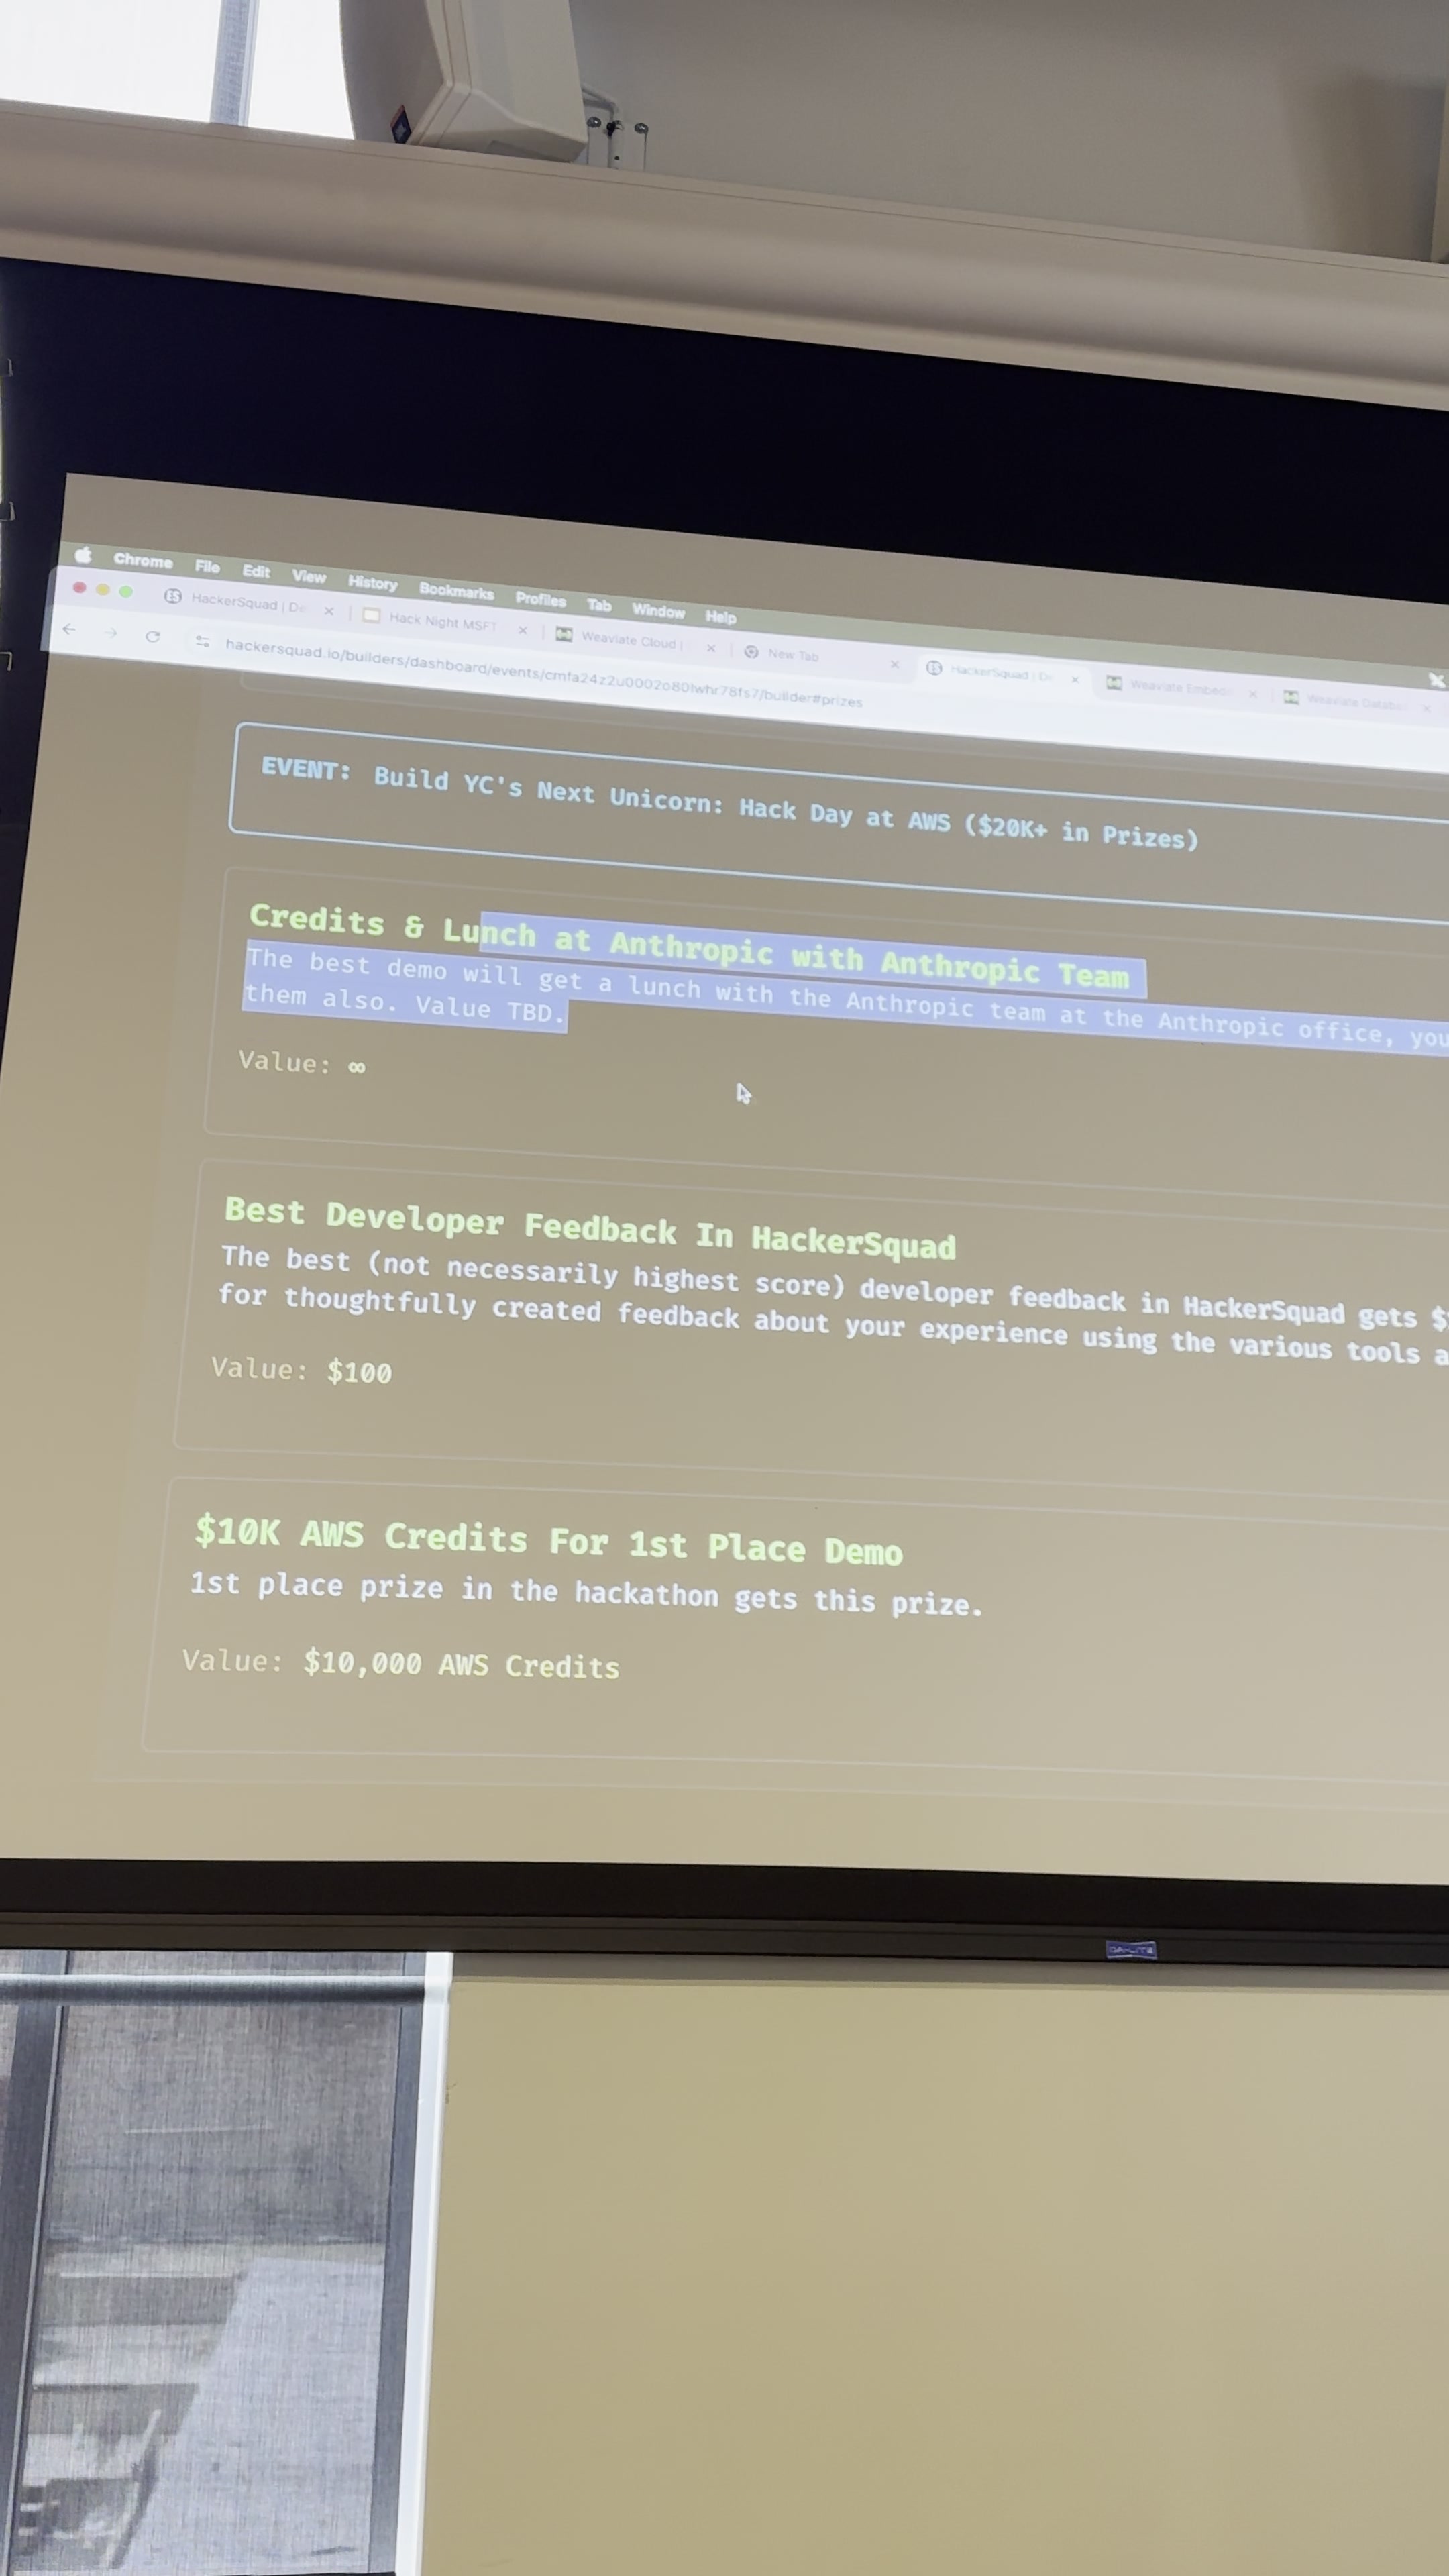 Chrome File Edit View History Bookmarks Profiles Tab Window Help
HackerSquad | De Hack Night MSFT Weaviate Cloud | New Tab HackerSquad | De Weaviate Embed Weaviate Databa
hackersquad.io/builders/dashboard/events/cmfa24z2u0002o80lwhr78fs7/builder#prizes
EVENT: Build YC's Next Unicorn: Hack Day at AWS ($20K+ in Prizes)
Credits & Lunch at Anthropic with Anthropic Team
The best demo will get a lunch with the Anthropic team at the Anthropic office, you
them also. Value TBD.
Value: ∞
Best Developer Feedback In HackerSquad
The best (not necessarily highest score) developer feedback in HackerSquad gets $
for thoughtfully created feedback about your experience using the various tools a
Value: $100
$10K AWS Credits For 1st Place Demo
1st place prize in the hackathon gets this prize.
Value: $10,000 AWS Credits
DA-LITE